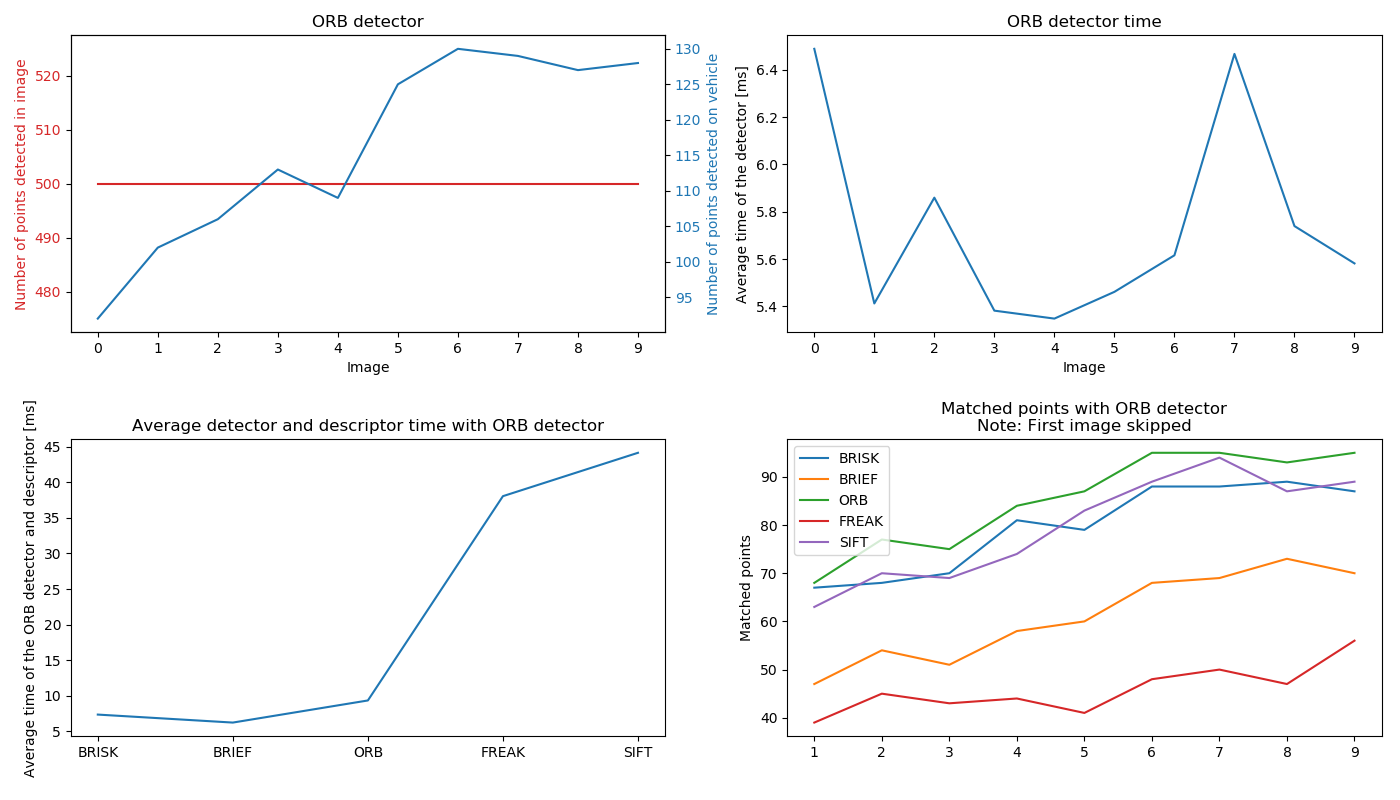 ORB detector
Number of points detected in image
520
510
500
490
480
130
125
120
115
110
105
100
95
Number of points detected on vehicle
0 1 2 3 4 5 6 7 8 9
Image
ORB detector time
Average time of the detector [ms]
6.4
6.2
6.0
5.8
5.6
5.4
0 1 2 3 4 5 6 7 8 9
Image
Average detector and descriptor time with ORB detector
Average time of the ORB detector and descriptor [ms]
45
40
35
30
25
20
15
10
5
BRISK BRIEF ORB FREAK SIFT
Matched points with ORB detector
Note: First image skipped
Matched points
90
80
70
60
50
40
BRISK
BRIEF
ORB
FREAK
SIFT
1 2 3 4 5 6 7 8 9